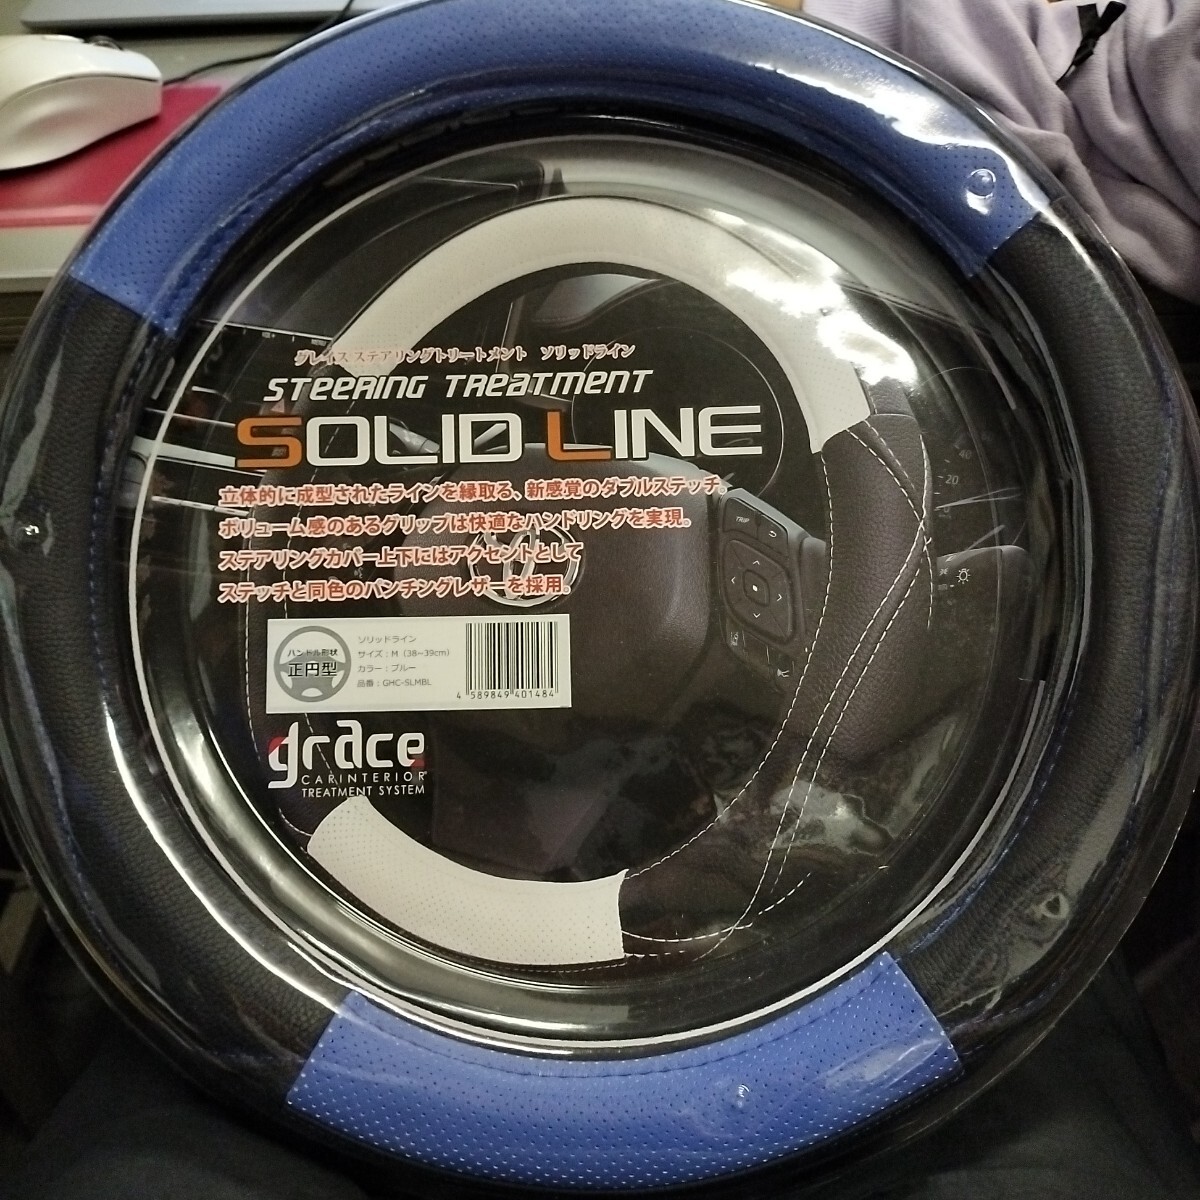 グレイス ステアリングトリートメント ソリッドライン
STEERING TREATMENT
SOLID LINE
立体的に成型されたラインを縁取る、新感覚のダブルステッチ。
ボリューム感のあるグリップは快適なハンドリングを実現。
ステアリングカバー上下にはアクセントとして
ステッチと同色のパンチングレザーを採用。
ハンドル形状
正円型
ソリッドライン
サイズ：M（38~39cm）
カラー：ブルー
品番：GHC-SLMBL
4 589849 401484
grace
CARINTERIOR
TREATMENT SYSTEM
TRIP
40
20